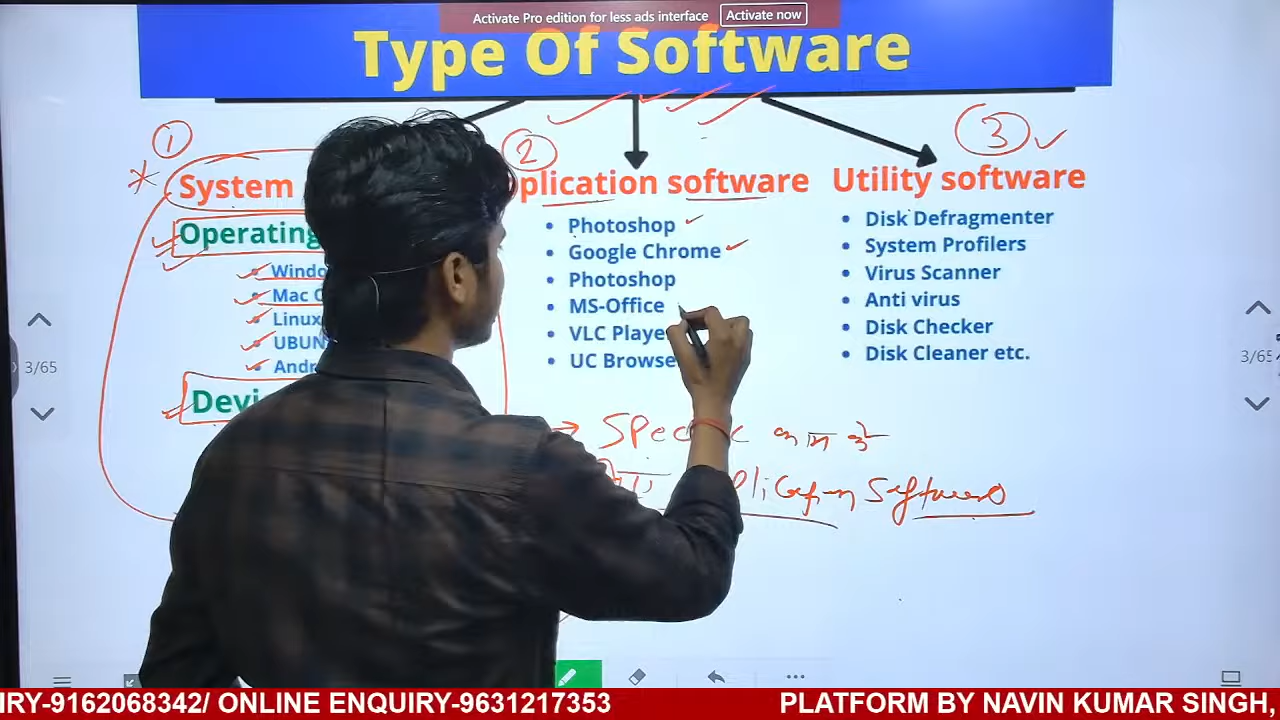 Activate Pro edition for less ads interface Activate now
Type Of Software
1
2
3
System
plication software
Utility software
Operating
Windo
Mac O
Linux
UBUN
Andr
Devi
• Photoshop
• Google Chrome
• Photoshop
• MS-Office
• VLC Playe
• UC Browse
• Disk Defragmenter
• System Profilers
• Virus Scanner
• Anti virus
• Disk Checker
• Disk Cleaner etc.
3/65
3/65
Software
IRY-9162068342/ ONLINE ENQUIRY-9631217353
PLATFORM BY NAVIN KUMAR SINGH,